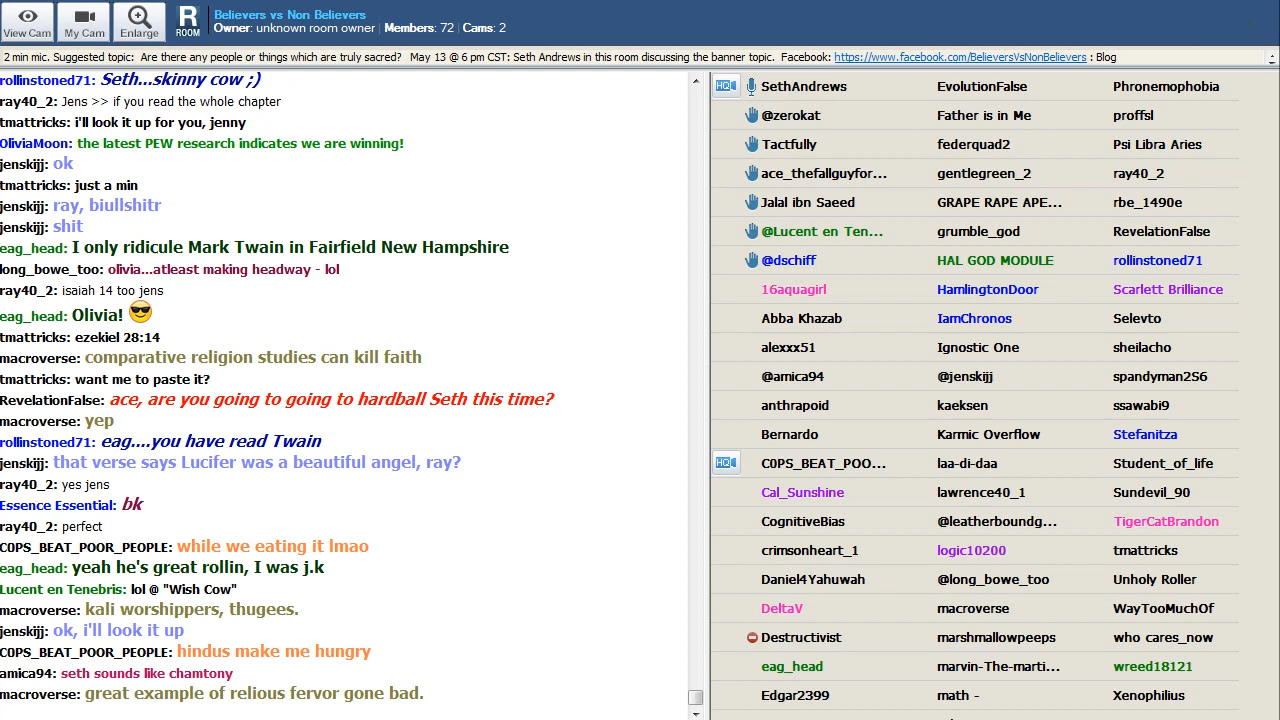 View Cam
My Cam
Enlarge
R
ROOM
Believers vs Non Believers
Owner: unknown room owner | Members: 72 | Cams: 2
2 min mic. Suggested topic: Are there any people or things which are truly sacred? May 13 @ 6 pm CST: Seth Andrews in this room discussing the banner topic. Facebook: https://www.facebook.com/BelieversVsNonBelievers : Blog
rollinstoned71: Seth...skinny cow ;)
ray40_2: Jens >> if you read the whole chapter
tmattricks: i'll look it up for you, jenny
OliviaMoon: the latest PEW research indicates we are winning!
jenskijj: ok
tmattricks: just a min
jenskijj: ray, biullshitr
jenskijj: shit
eag_head: I only ridicule Mark Twain in Fairfield New Hampshire
long_bowe_too: olivia...atleast making headway - lol
ray40_2: isaiah 14 too jens
eag_head: Olivia!
tmattricks: ezekiel 28:14
macroverse: comparative religion studies can kill faith
tmattricks: want me to paste it?
RevelationFalse: ace, are you going to going to hardball Seth this time?
macroverse: yep
rollinstoned71: eag....you have read Twain
jenskijj: that verse says Lucifer was a beautiful angel, ray?
ray40_2: yes jens
Essence Essential: bk
ray40_2: perfect
C0PS_BEAT_POOR_PEOPLE: while we eating it lmao
eag_head: yeah he's great rollin, I was j.k
Lucent en Tenebris: lol @ "Wish Cow"
macroverse: kali worshippers, thugees.
jenskijj: ok, i'll look it up
C0PS_BEAT_POOR_PEOPLE: hindus make me hungry
amica94: seth sounds like chamtony
macroverse: great example of relious fervor gone bad.
HQ SethAndrews EvolutionFalse Phronemophobia
@zerokat Father is in Me proffsl
Tactfully federquad2 Psi Libra Aries
ace_thefallguyfor... gentlegreen_2 ray40_2
Jalal ibn Saeed GRAPE RAPE APE... rbe_1490e
@Lucent en Ten... grumble_god RevelationFalse
@dschiff HAL GOD MODULE rollinstoned71
16aquagirl HamlingtonDoor Scarlett Brilliance
Abba Khazab IamChronos Selevto
alexxx51 Ignostic One sheilacho
@amica94 @jenskijj spandyman2S6
anthrapoid kaeksen ssawabi9
Bernardo Karmic Overflow Stefanitza
HQ C0PS_BEAT_POO... laa-di-daa Student_of_life
Cal_Sunshine lawrence40_1 Sundevil_90
CognitiveBias @leatherboundg... TigerCatBrandon
crimsonheart_1 logic10200 tmattricks
Daniel4Yahuwah @long_bowe_too Unholy Roller
DeltaV macroverse WayTooMuchOf
Destructivist marshmallowpeeps who cares_now
eag_head marvin-The-marti... wreed18121
Edgar2399 math - Xenophilius